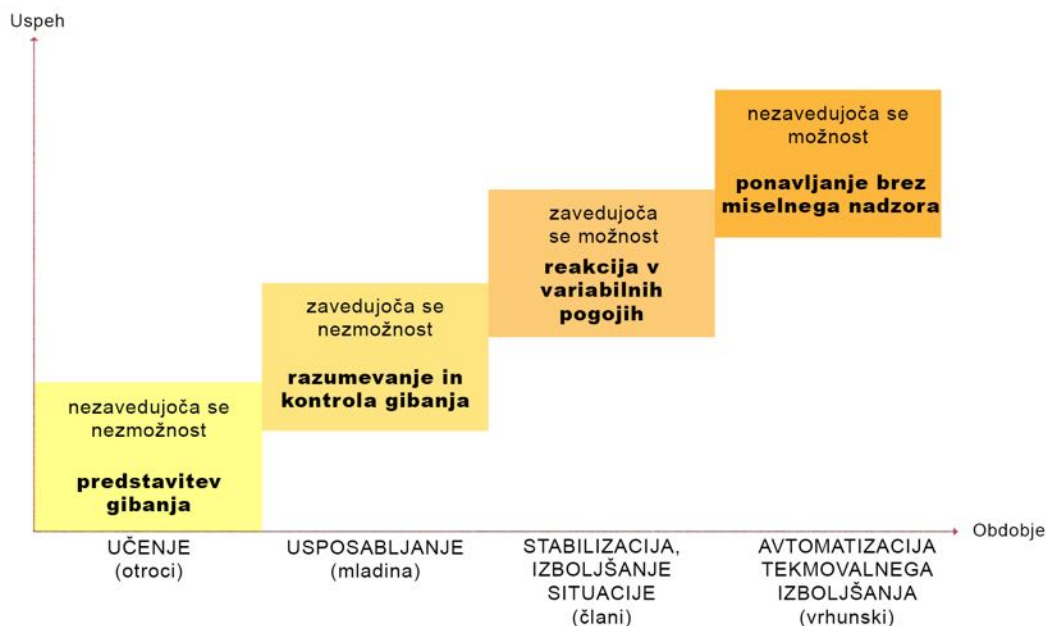 Uspeh
nezavedujoča se
možnost
ponavljanje brez
miselnega nadzora
zavedujoča
se možnost
reakcija v
variabilnih
pogojih
zavedujoča se
nezmožnost
razumevanje in
kontrola gibanja
nezavedujoča se
nezmožnost
predstavitev
gibanja
Obdobje
UČENJE
(otroci)
USPOSABLJANJE
(mladina)
STABILIZACIJA,
IZBOLJŠANJE
SITUACIJE
(člani)
AVTOMATIZACIJA
TEKMOVALNEGA
IZBOLJŠANJA
(vrhunski)